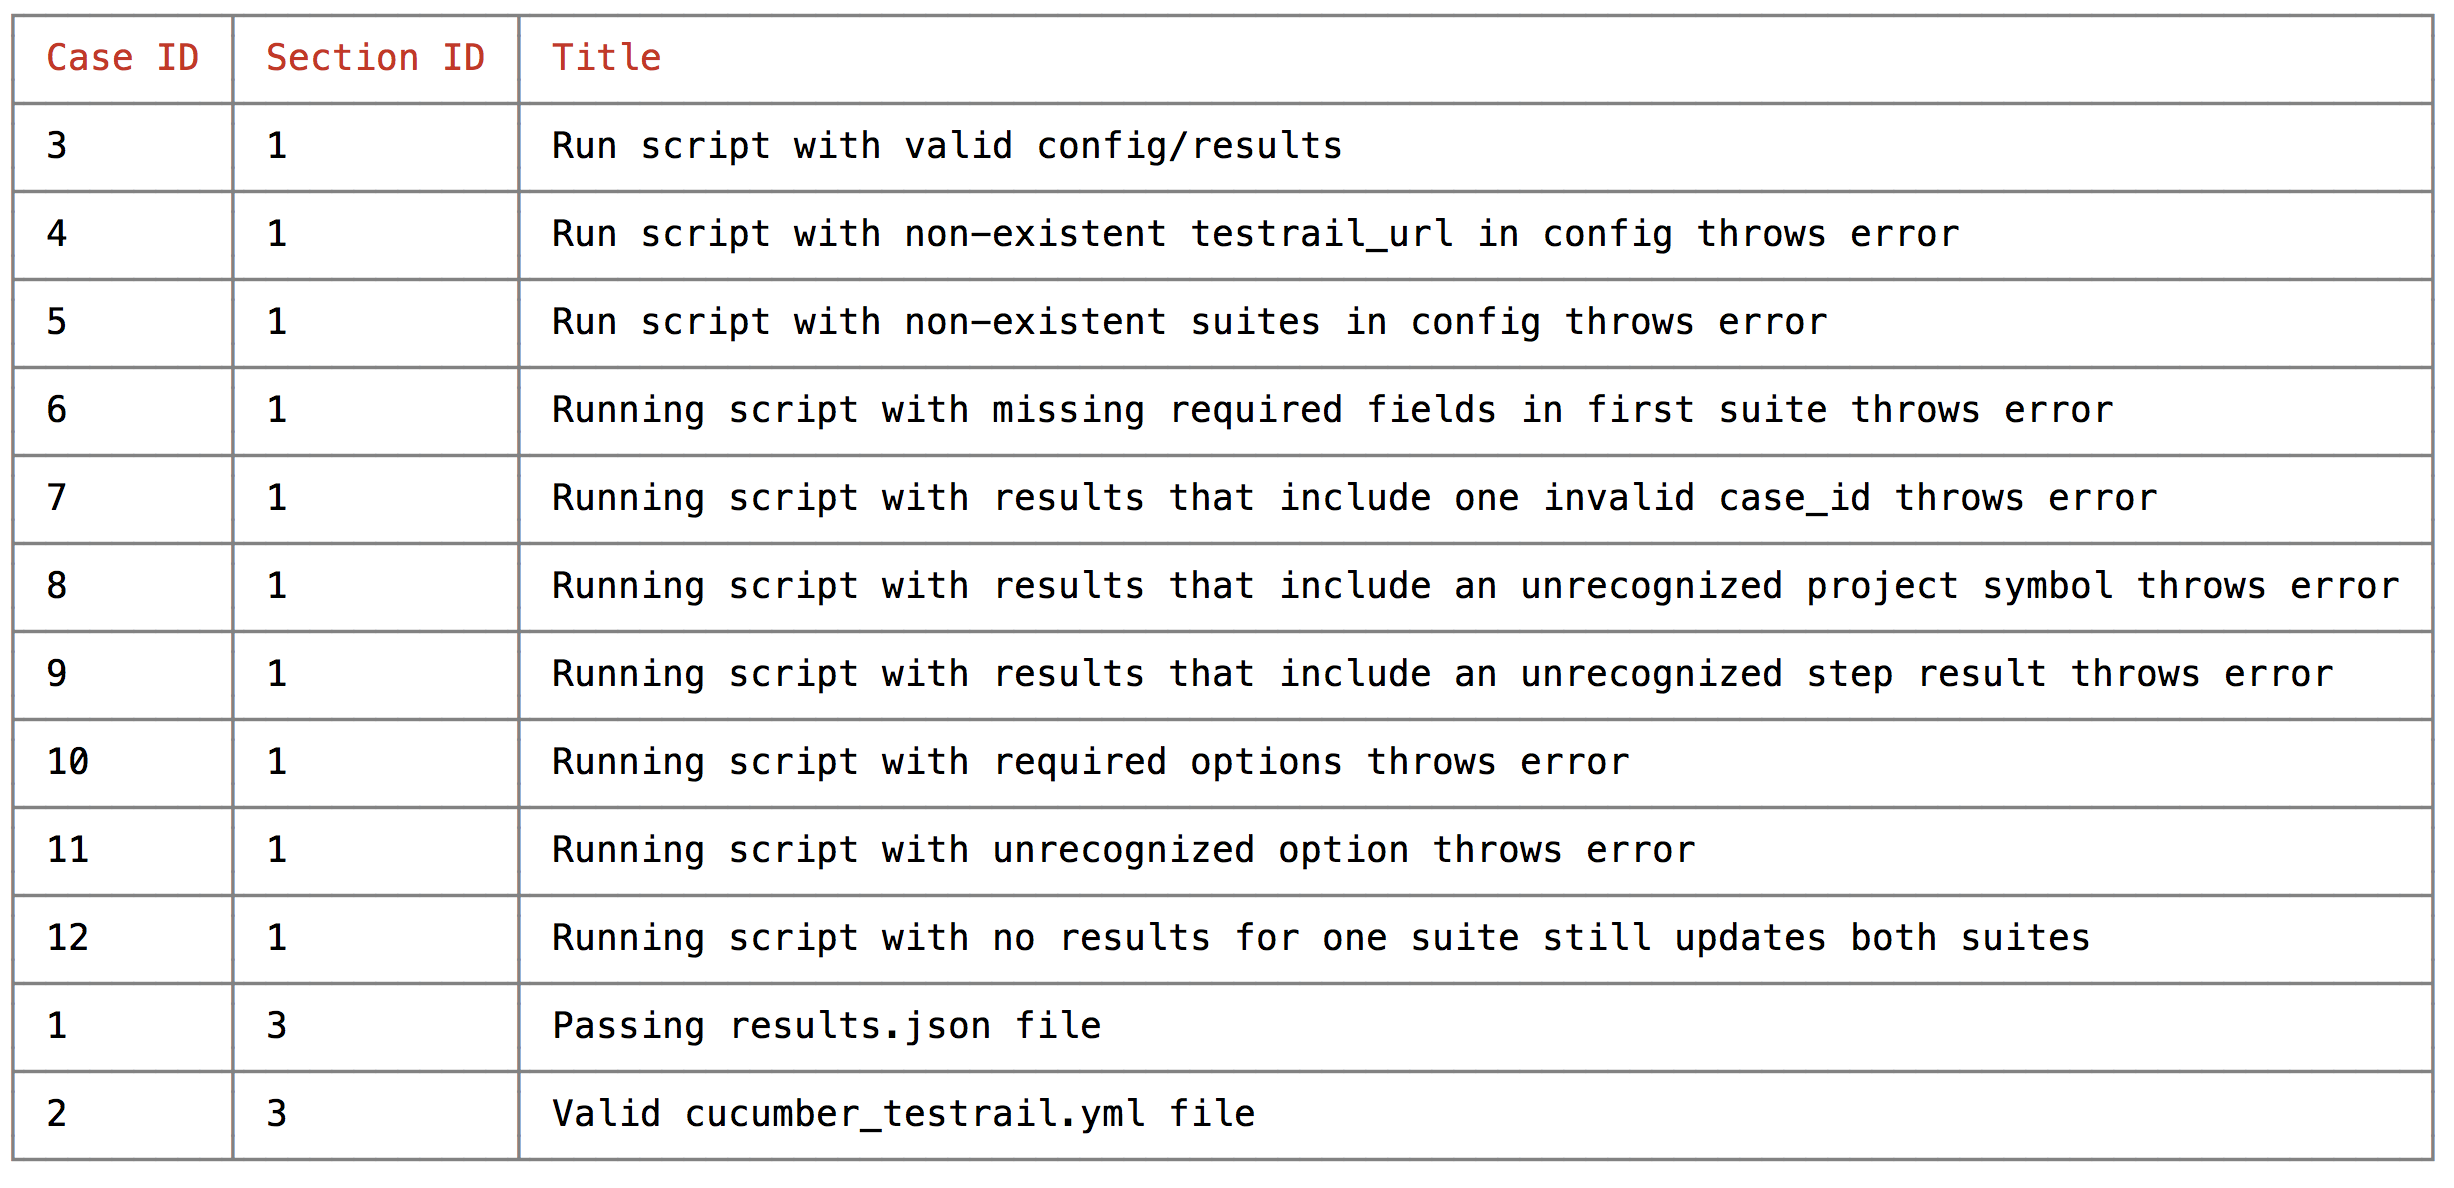 Case ID Section ID Title
3 1 Run script with valid config/results
4 1 Run script with non-existent testrail_url in config throws error
5 1 Run script with non-existent suites in config throws error
6 1 Running script with missing required fields in first suite throws error
7 1 Running script with results that include one invalid case_id throws error
8 1 Running script with results that include an unrecognized project symbol throws error
9 1 Running script with results that include an unrecognized step result throws error
10 1 Running script with required options throws error
11 1 Running script with unrecognized option throws error
12 1 Running script with no results for one suite still updates both suites
1 3 Passing results.json file
2 3 Valid cucumber_testrail.yml file